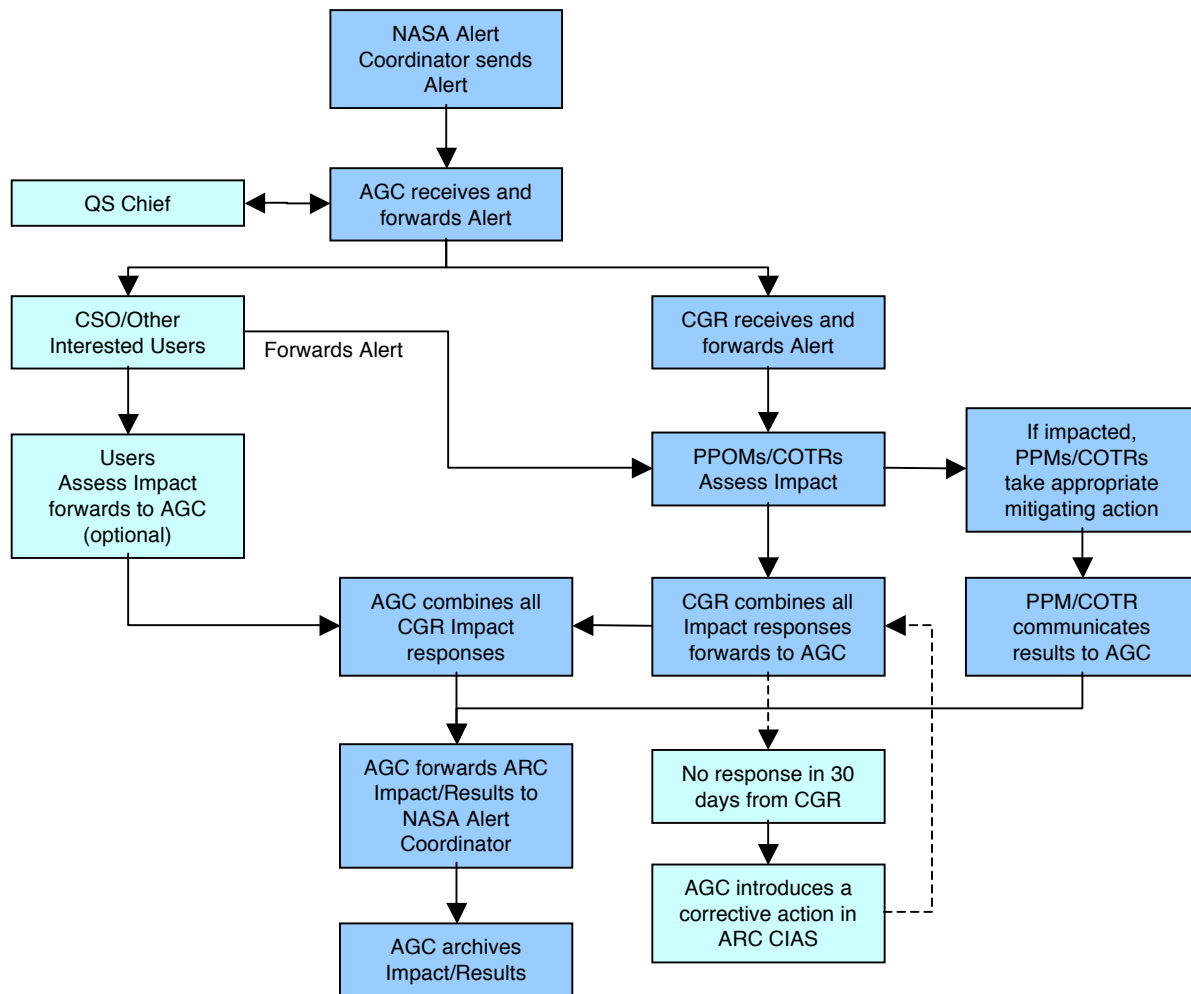 NASA Alert
Coordinator sends
Alert
QS Chief
AGC receives and
forwards Alert
CSO/Other
Interested Users
Forwards Alert
CGR receives and
forwards Alert
Users
Assess Impact
forwards to AGC
(optional)
PPOMs/COTRs
Assess Impact
If impacted,
PPMs/COTRs
take appropriate
mitigating action
AGC combines all
CGR Impact
responses
CGR combines all
Impact responses
forwards to AGC
PPM/COTR
communicates
results to AGC
AGC forwards ARC
Impact/Results to
NASA Alert
Coordinator
No response in 30
days from CGR
AGC introduces a
corrective action in
ARC CIAS
AGC archives
Impact/Results